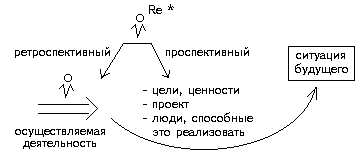 Re *
ретроспективный
проспективный
ситуация
будущего
- цели, ценности
- проект
- люди, способные
это реализовать
осуществляемая
деятельность